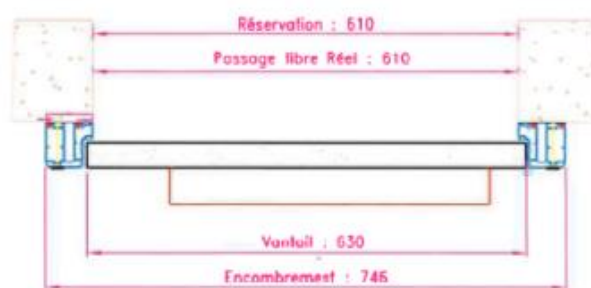 Réservation : 610
Passage libre Réel : 610
Vantail : 630
Encombrement : 746